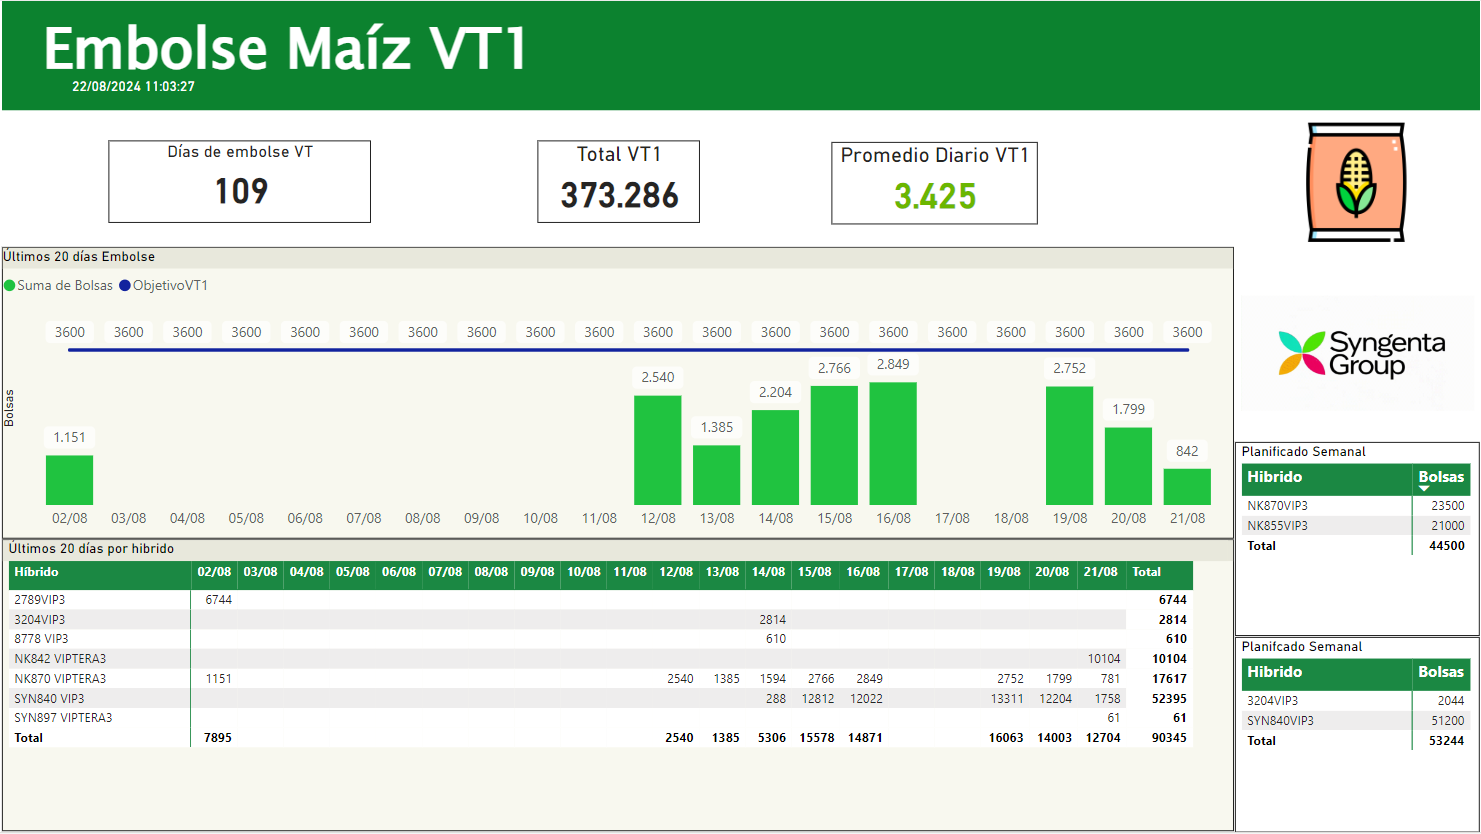 Embolse Maíz VT1
22/08/2024 11:03:27
Días de embolse VT
109
Total VT1
373.286
Promedio Diario VT1
3.425
Últimos 20 días Embolse
Suma de Bolsas ObjetivoVT1
3600 3600 3600 3600 3600 3600 3600 3600 3600 3600 3600 3600 3600 3600 3600 3600 3600 3600 3600 3600
1.151 2.540 1.385 2.204 2.766 2.849 2.752 1.799 842
Bolsas
02/08 03/08 04/08 05/08 06/08 07/08 08/08 09/08 10/08 11/08 12/08 13/08 14/08 15/08 16/08 17/08 18/08 19/08 20/08 21/08
Syngenta
Group
Últimos 20 días por hibrido
Híbrido 02/08 03/08 04/08 05/08 06/08 07/08 08/08 09/08 10/08 11/08 12/08 13/08 14/08 15/08 16/08 17/08 18/08 19/08 20/08 21/08 Total
2789VIP3 6744 6744
3204VIP3 2814 2814
8778 VIP3 610 610
NK842 VIPTERA3 10104 10104
NK870 VIPTERA3 1151 2540 1385 1594 2766 2849 2752 1799 781 17617
SYN840 VIP3 288 12812 12022 13311 12204 1758 52395
SYN897 VIPTERA3 61 61
Total 7895 2540 1385 5306 15578 14871 16063 14003 12704 90345
Planificado Semanal
Hibrido Bolsas
NK870VIP3 23500
NK855VIP3 21000
Total 44500
Planifcado Semanal
Hibrido Bolsas
3204VIP3 2044
SYN840VIP3 51200
Total 53244